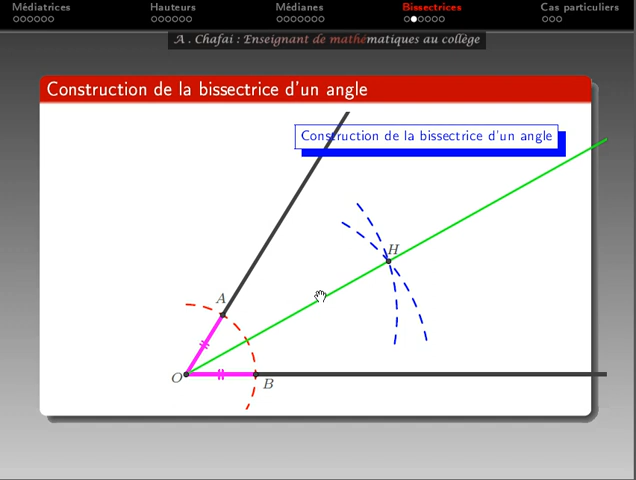 Médiatrices Hauteurs Médianes Bissectrices Cas particuliers
A . Chafai : Enseignant de mathématiques au collège
Construction de la bissectrice d'un angle
Construction de la bissectrice d'un angle
H
A
O
B